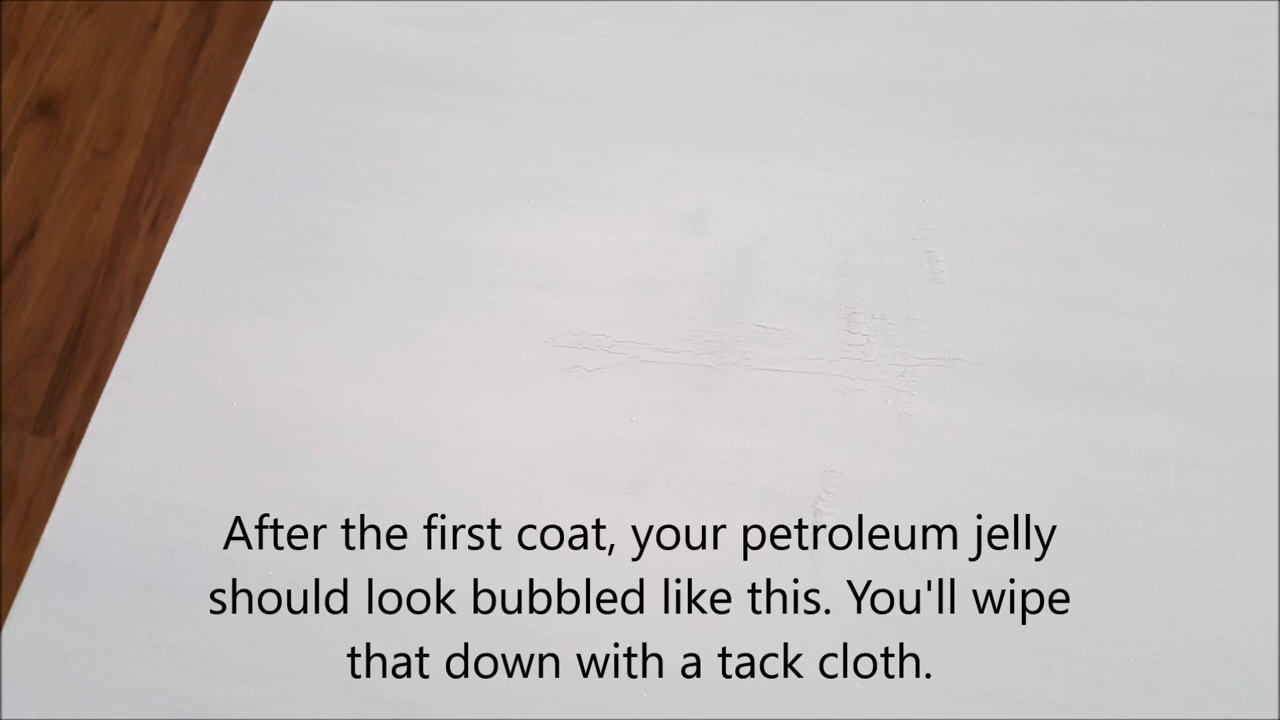 After the first coat, your petroleum jelly
should look bubbled like this. You'll wipe
that down with a tack cloth.